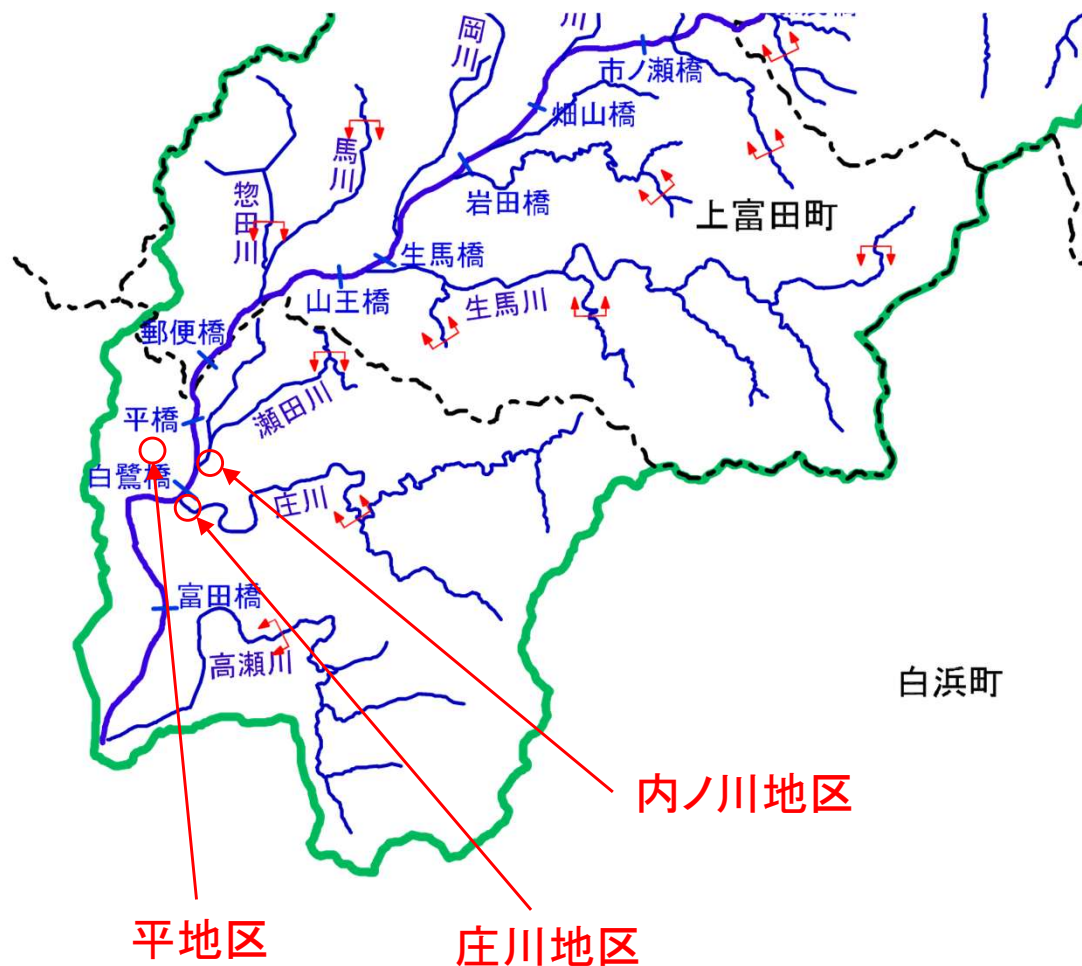 岡川
川
市ノ瀬橋
畑山橋
馬川
岩田橋
惣田川
上富田町
生馬橋
山王橋
生馬川
郵便橋
瀬田川
平橋
白鷺橋
庄川
富田橋
高瀬川
白浜町
内ノ川地区
平地区
庄川地区